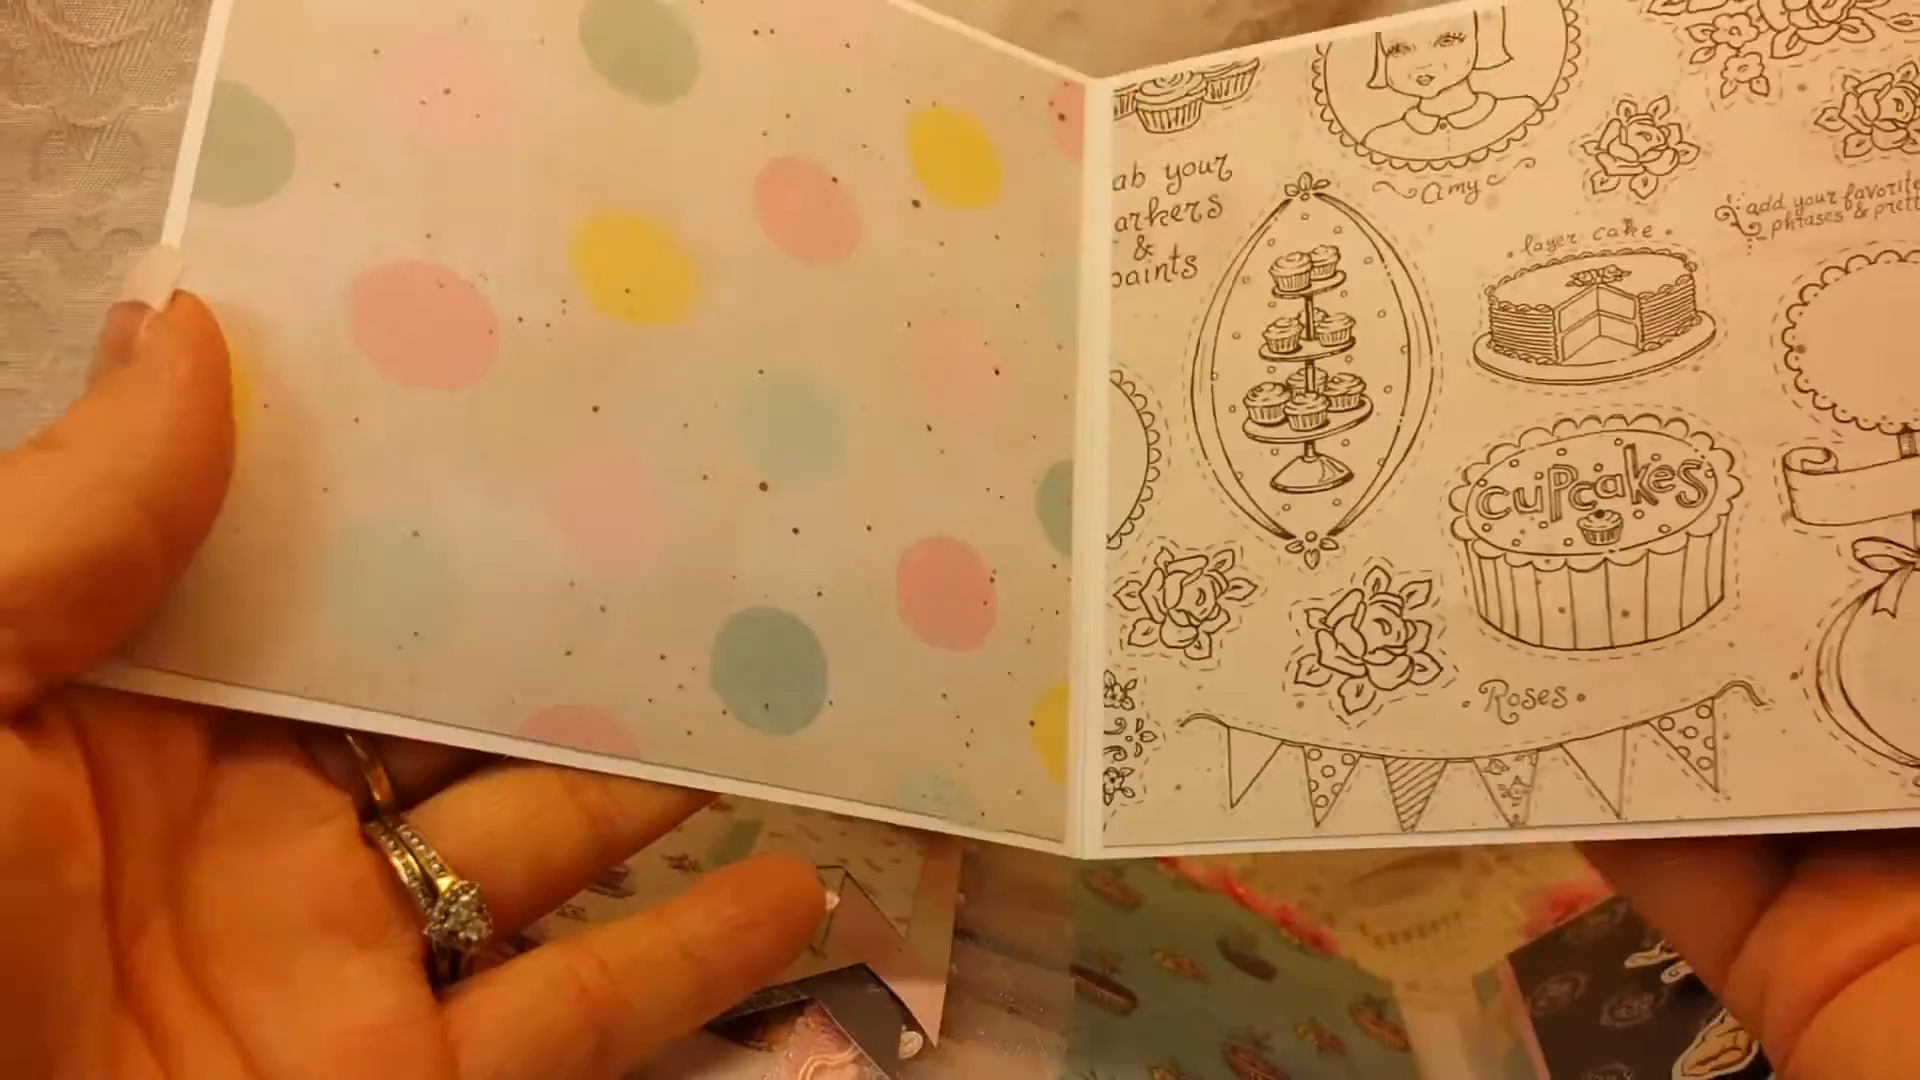 ab your
arkers
&
paints
Amy
add your favorite
phrases & prett
layer cake
cupcakes
Roses